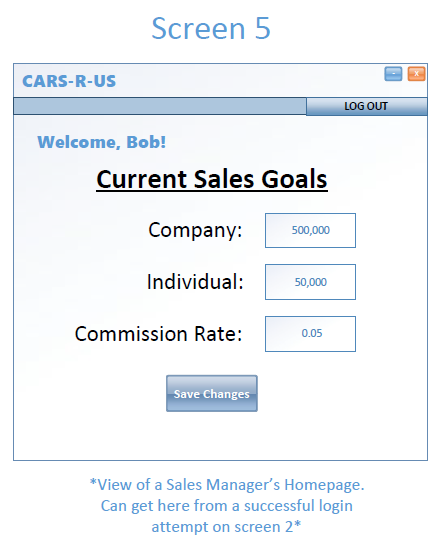 Screen 5
CARS-R-US
- x
LOG OUT
Welcome, Bob!
Current Sales Goals
Company: 500,000
Individual: 50,000
Commission Rate: 0.05
Save Changes
*View of a Sales Manager's Homepage.
Can get here from a successful login
attempt on screen 2*